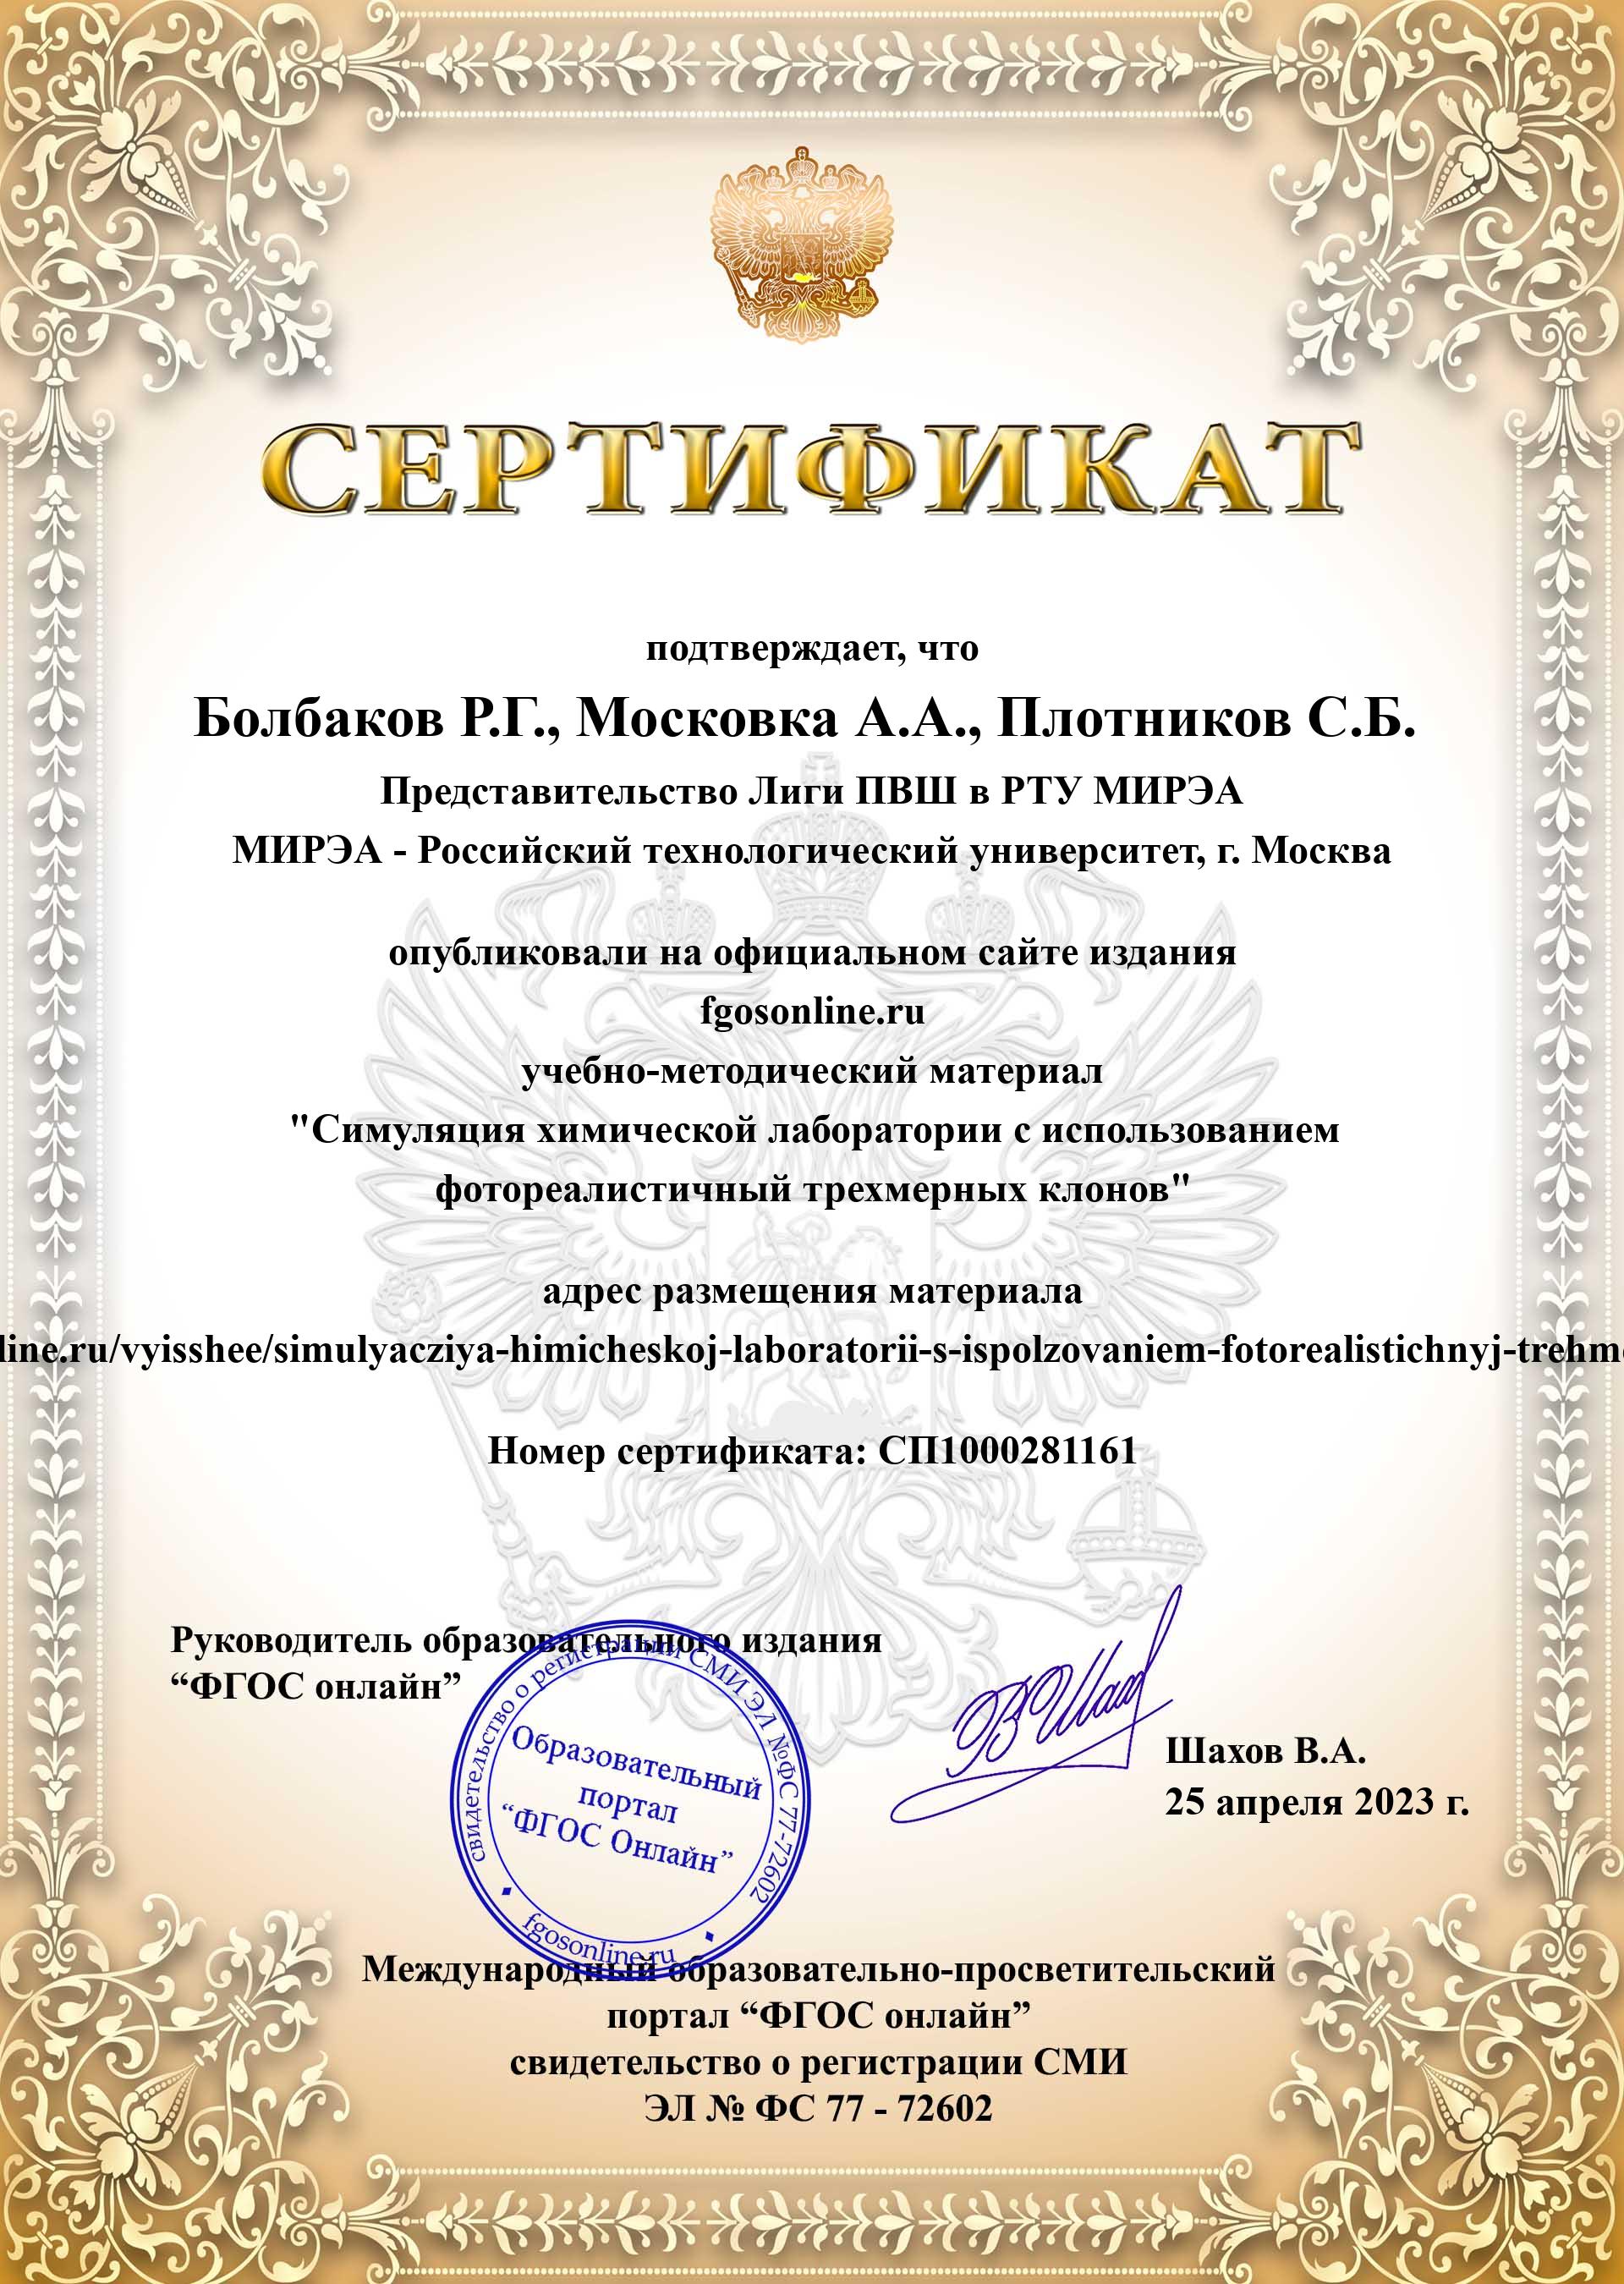 СЕРТИФИКАТ
подтверждает, что
Болбаков Р.Г., Московка А.А., Плотников С.Б.
Представительство Лиги ПВШ в РТУ МИРЭА
МИРЭА - Российский технологический университет, г. Москва
опубликовали на официальном сайте издания
fgosonline.ru
учебно-методический материал
"Симуляция химической лаборатории с использованием
фотореалистичный трехмерных клонов"
адрес размещения материала
line.ru/vyisshee/simulyacziya-himicheskoj-laboratorii-s-ispolzovaniem-fotorealistichnyj-trehm
Номер сертификата: СП1000281161
Руководитель образовательного издания
“ФГОС онлайн”
свидетельство о регистрации СМИ ЭЛ №ФС 77-72602
Образовательный
портал
“ФГОС Онлайн”
fgosonline.ru
Шахов В.А.
25 апреля 2023 г.
Международный образовательно-просветительский
портал “ФГОС онлайн”
свидетельство о регистрации СМИ
ЭЛ № ФС 77 - 72602